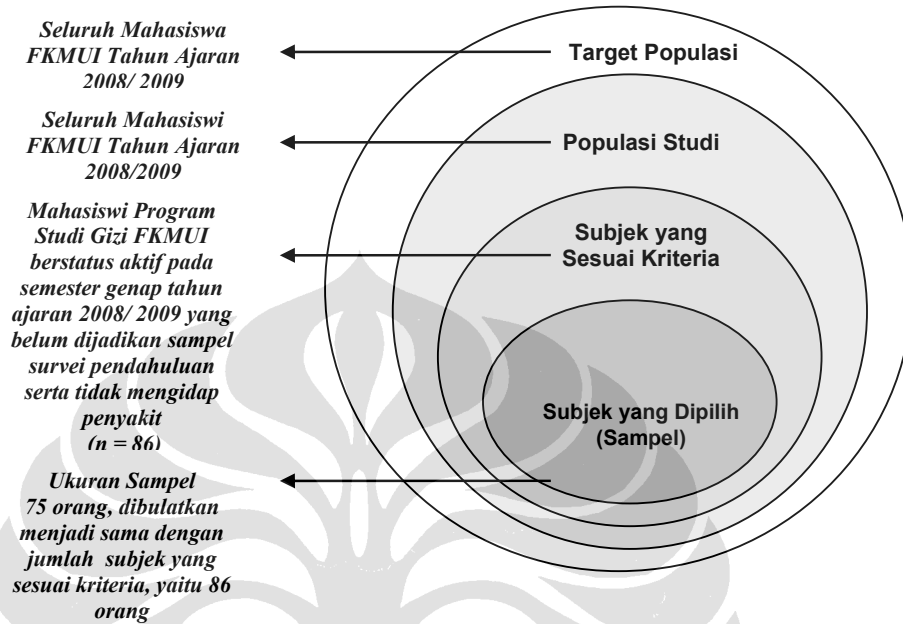 Seluruh Mahasiswa
FKMUI Tahun Ajaran
2008/ 2009
Target Populasi
Seluruh Mahasiswi
FKMUI Tahun Ajaran
2008/2009
Populasi Studi
Mahasiswi Program
Studi Gizi FKMUI
berstatus aktif pada
semester genap tahun
ajaran 2008/ 2009 yang
belum dijadikan sampel
survei pendahuluan
serta tidak mengidap
penyakit
(n = 86)
Subjek yang
Sesuai Kriteria
Ukuran Sampel
75 orang, dibulatkan
menjadi sama dengan
jumlah subjek yang
sesuai kriteria, yaitu 86
orang
Subjek yang Dipilih
(Sampel)